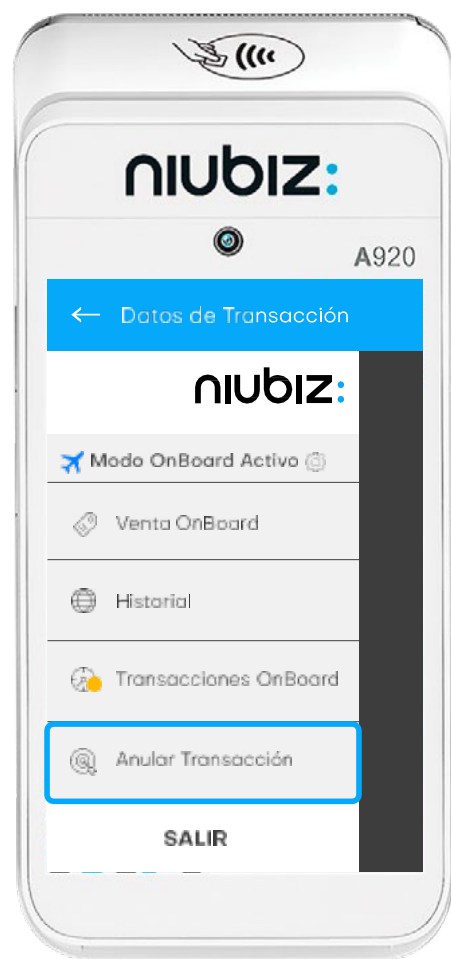 niubiz:
A920
← Datos de Transacción
niubiz:
Modo OnBoard Activo
Venta OnBoard
Historial
Transacciones OnBoard
Anular Transacción
SALIR